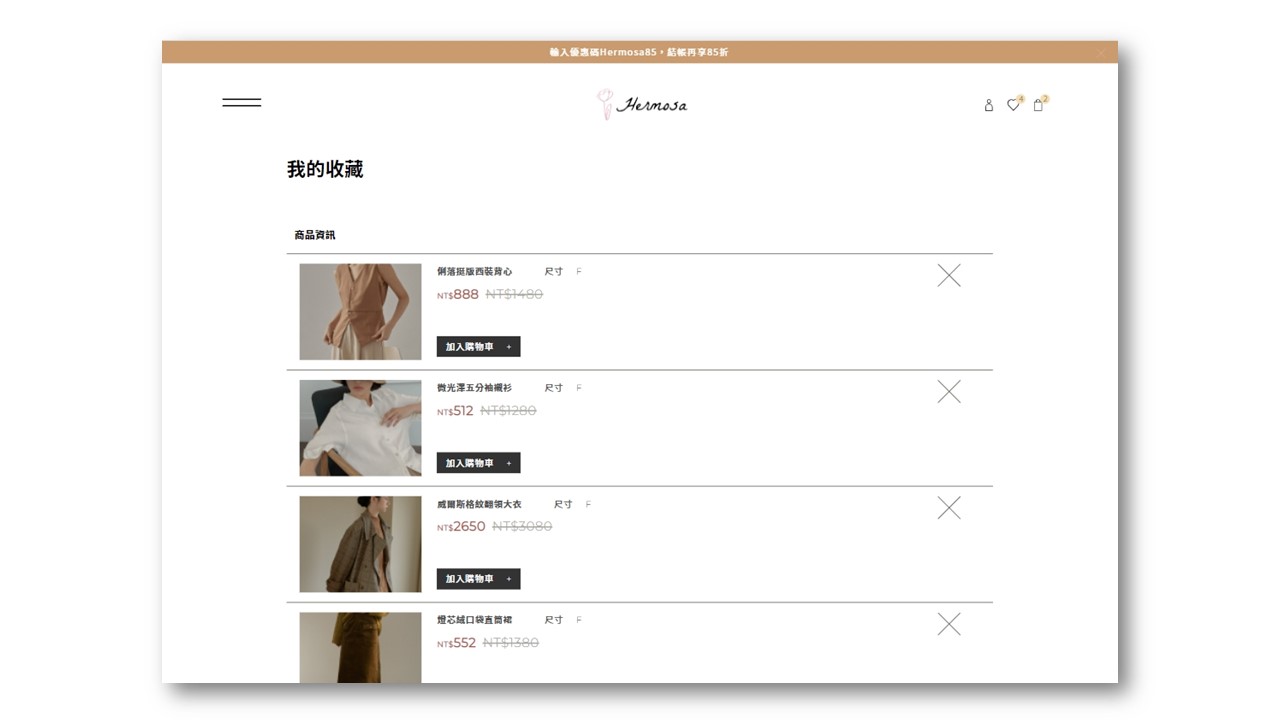 輸入優惠碼Hermosa85，結帳再享85折
Hermosa
4
2
我的收藏
商品資訊
俐落挺版西裝背心 尺寸 F
NT$888 NT$1480
加入購物車 +
微光澤五分袖襯衫 尺寸 F
NT$512 NT$1280
加入購物車 +
威爾斯格紋翻領大衣 尺寸 F
NT$2650 NT$3080
加入購物車 +
燈芯絨口袋直筒裙 尺寸 F
NT$552 NT$1380